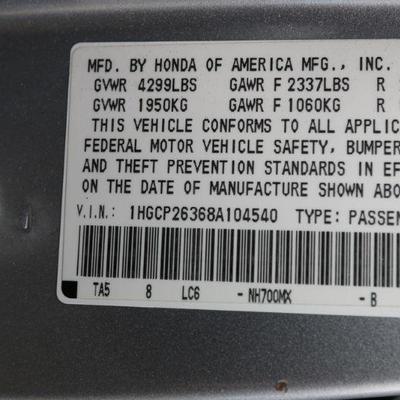 MFD. BY HONDA OF AMERICA MFG., INC.
GVWR 4299LBS GAWR F 2337LBS R
GVWR 1950KG GAWR F 1060KG R
THIS VEHICLE CONFORMS TO ALL APPLIC
FEDERAL MOTOR VEHICLE SAFETY, BUMPER
AND THEFT PREVENTION STANDARDS IN EF
ON THE DATE OF MANUFACTURE SHOWN ABO
V.I.N.: 1HGCP26368A104540 TYPE: PASSEN
TA5 8 LC6 - NH700MX - B